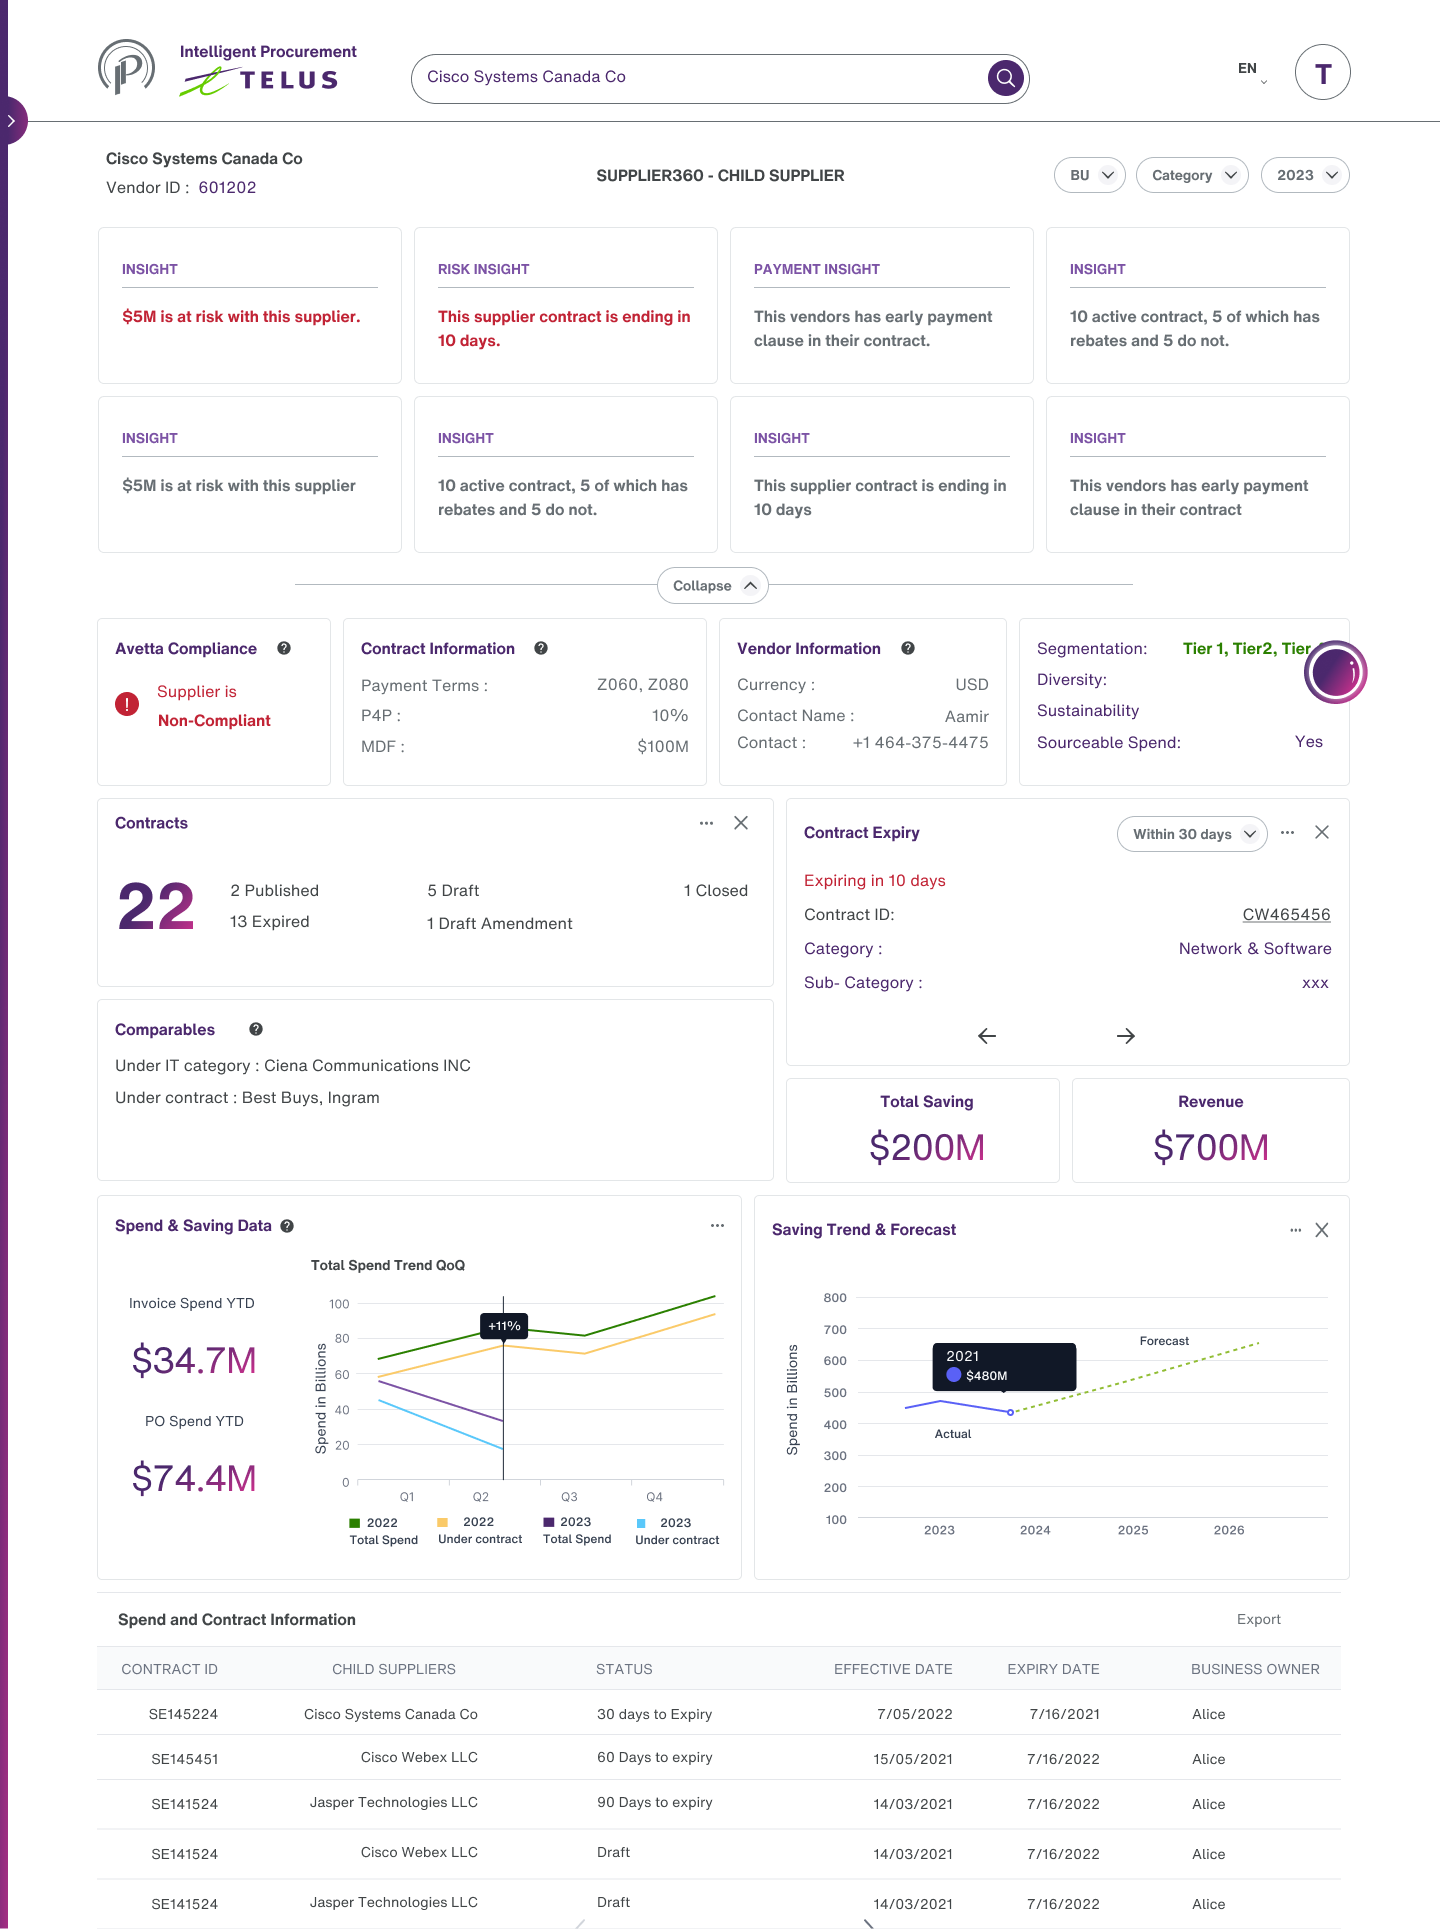 Intelligent Procurement
TELUS
Cisco Systems Canada Co
EN
T
Cisco Systems Canada Co
Vendor ID : 601202
SUPPLIER360 - CHILD SUPPLIER
BU
Category
2023
INSIGHT
$5M is at risk with this supplier.
RISK INSIGHT
This supplier contract is ending in
10 days.
PAYMENT INSIGHT
This vendors has early payment
clause in their contract.
INSIGHT
10 active contract, 5 of which has
rebates and 5 do not.
INSIGHT
$5M is at risk with this supplier
INSIGHT
10 active contract, 5 of which has
rebates and 5 do not.
INSIGHT
This supplier contract is ending in
10 days
INSIGHT
This vendors has early payment
clause in their contract
Collapse
Avetta Compliance ?
!
Supplier is
Non-Compliant
Contract Information ?
Payment Terms : Z060, Z080
P4P : 10%
MDF : $100M
Vendor Information ?
Currency : USD
Contact Name : Aamir
Contact : +1 464-375-4475
Segmentation: Tier 1, Tier2, Tier
Diversity:
Sustainability
Sourceable Spend: Yes
Contracts
22
2 Published
5 Draft
1 Closed
13 Expired
1 Draft Amendment
Contract Expiry
Within 30 days
Expiring in 10 days
Contract ID: CW465456
Category : Network & Software
Sub- Category : xxx
Comparables ?
Under IT category : Ciena Communications INC
Under contract : Best Buys, Ingram
Total Saving
$200M
Revenue
$700M
Spend & Saving Data ?
Invoice Spend YTD
$34.7M
PO Spend YTD
$74.4M
Total Spend Trend QoQ
Spend in Billions
100
80
60
40
20
0
+11%
Q1 Q2 Q3 Q4
2022
Total Spend
2022
Under contract
2023
Total Spend
2023
Under contract
Saving Trend & Forecast
Spend in Billions
800
700
600
500
400
300
200
100
2021
$480M
Forecast
Actual
2023 2024 2025 2026
Spend and Contract Information
Export
CONTRACT ID CHILD SUPPLIERS STATUS EFFECTIVE DATE EXPIRY DATE BUSINESS OWNER
SE145224 Cisco Systems Canada Co 30 days to Expiry 7/05/2022 7/16/2021 Alice
SE145451 Cisco Webex LLC 60 Days to expiry 15/05/2021 7/16/2022 Alice
SE141524 Jasper Technologies LLC 90 Days to expiry 14/03/2021 7/16/2022 Alice
SE141524 Cisco Webex LLC Draft 14/03/2021 7/16/2022 Alice
SE141524 Jasper Technologies LLC Draft 14/03/2021 7/16/2022 Alice